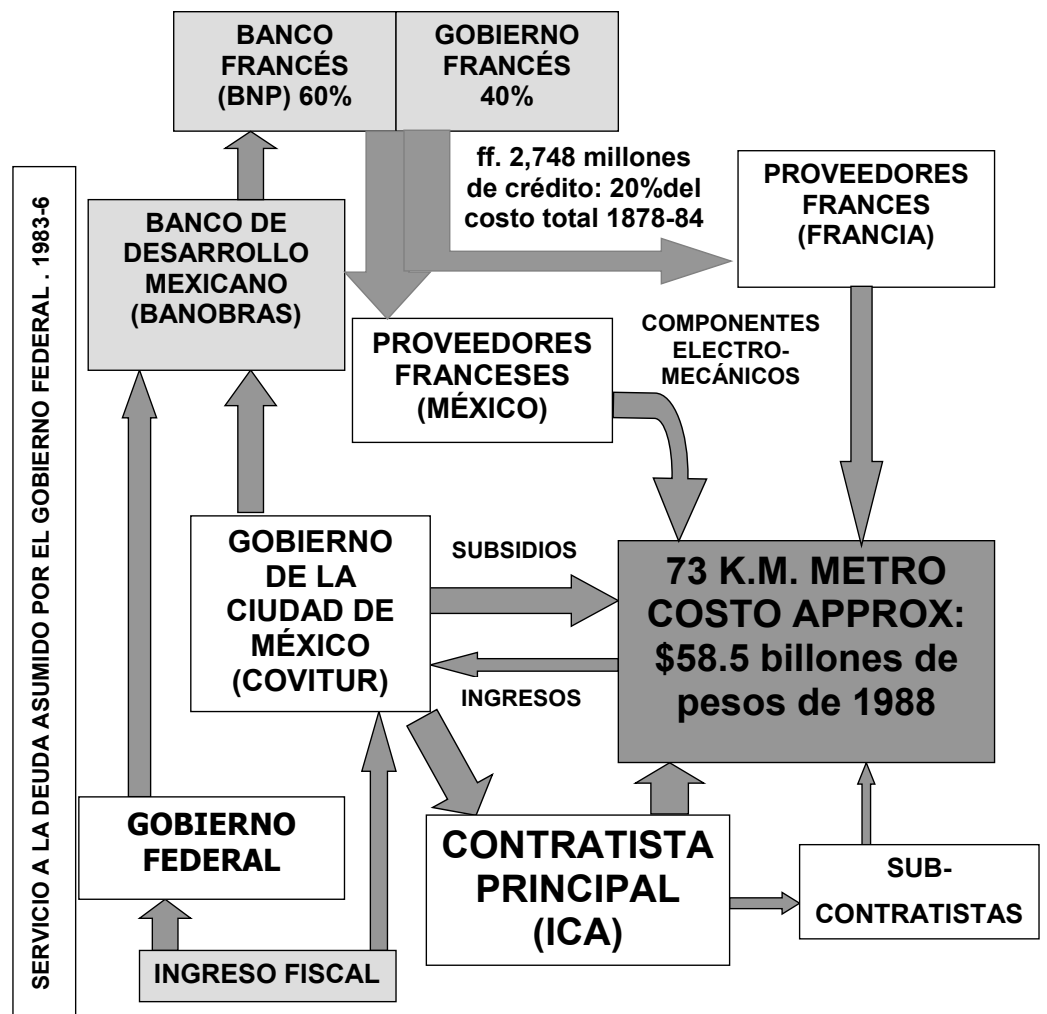 BANCO
FRANCÉS
(BNP) 60%
GOBIERNO
FRANCÉS
40%
ff. 2,748 millones
de crédito: 20%del
costo total 1878-84
PROVEEDORES
FRANCES
(FRANCIA)
SERVICIO A LA DEUDA ASUMIDO POR EL GOBIERNO FEDERAL . 1983-6
BANCO DE
DESARROLLO
MEXICANO
(BANOBRAS)
PROVEEDORES
FRANCESES
(MÉXICO)
COMPONENTES
ELECTRO-
MECÁNICOS
GOBIERNO
DE LA
CIUDAD DE
MÉXICO
(COVITUR)
SUBSIDIOS
INGRESOS
73 K.M. METRO
COSTO APPROX:
$58.5 billones de
pesos de 1988
GOBIERNO
FEDERAL
CONTRATISTA
PRINCIPAL
(ICA)
SUB-
CONTRATISTAS
INGRESO FISCAL